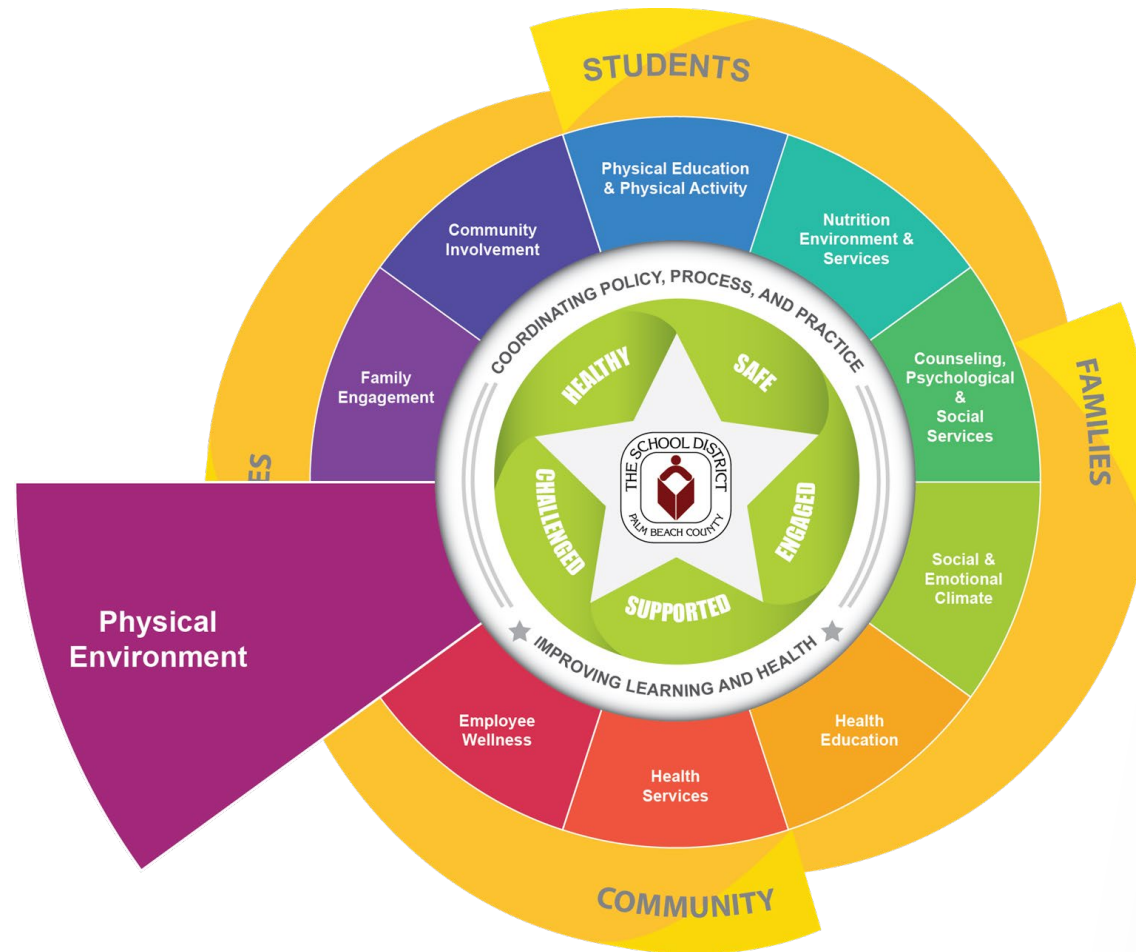 STUDENTS
FAMILIES
COMMUNITY
ES
Physical Education
& Physical Activity
Nutrition
Environment &
Services
Counseling,
Psychological
&
Social
Services
Social &
Emotional
Climate
Health
Education
Health
Services
Employee
Wellness
Physical
Environment
Family
Engagement
Community
Involvement
COORDINATING POLICY, PROCESS, AND PRACTICE
IMPROVING LEARNING AND HEALTH
HEALTHY
SAFE
ENGAGED
SUPPORTED
CHALLENGED
THE SCHOOL DISTRICT
PALM BEACH COUNTY